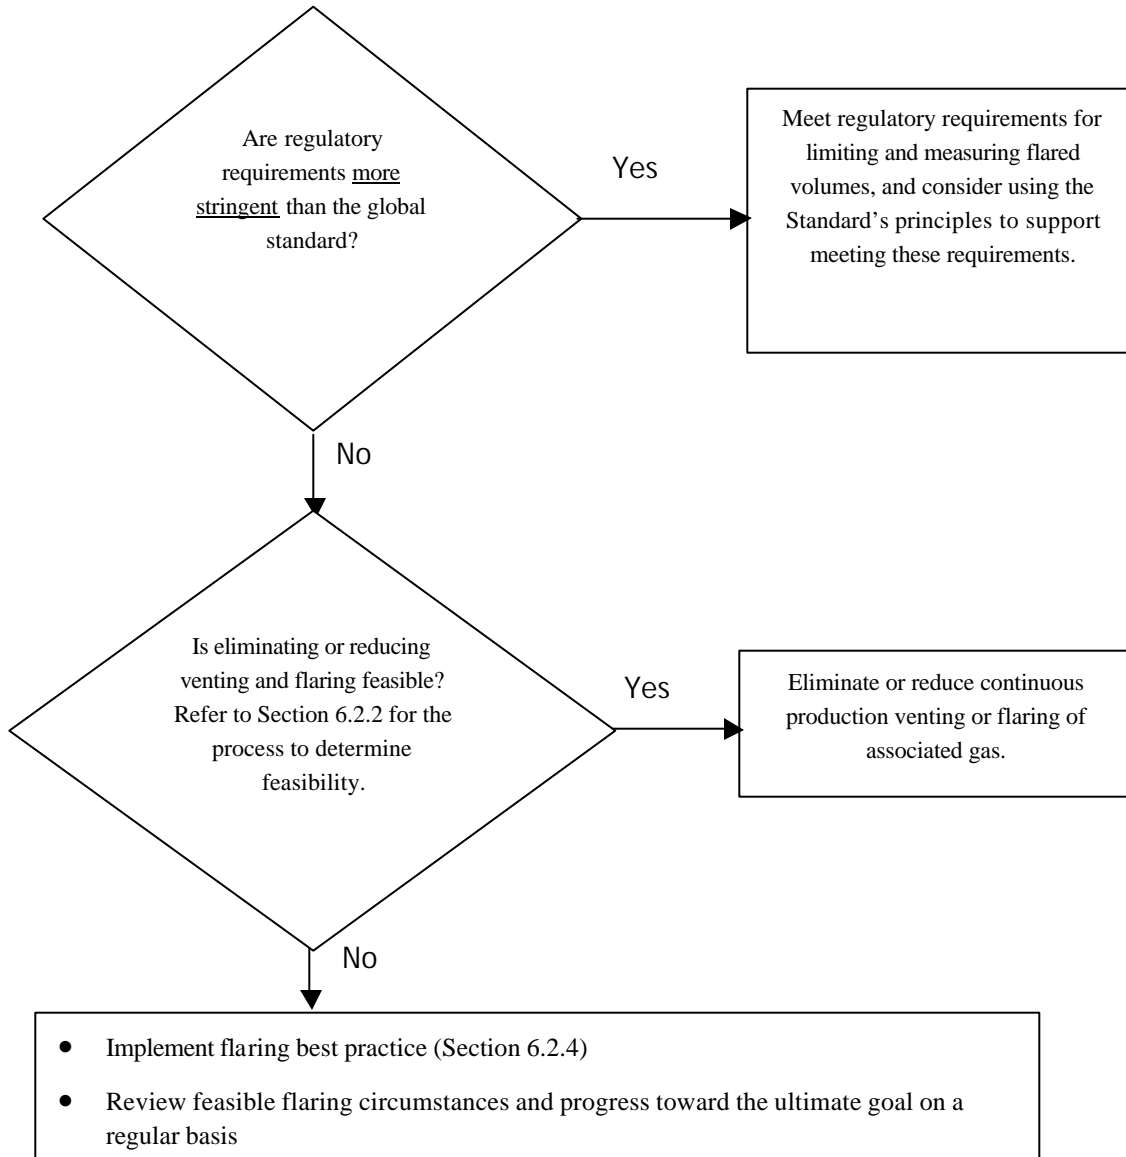 Are regulatory
requirements more
stringent than the global
standard?
Yes
Meet regulatory requirements for
limiting and measuring flared
volumes, and consider using the
Standard’s principles to support
meeting these requirements.
No
Is eliminating or reducing
venting and flaring feasible?
Refer to Section 6.2.2 for the
process to determine
feasibility.
Yes
Eliminate or reduce continuous
production venting or flaring of
associated gas.
No
● Implement flaring best practice (Section 6.2.4)
● Review feasible flaring circumstances and progress toward the ultimate goal on a
regular basis